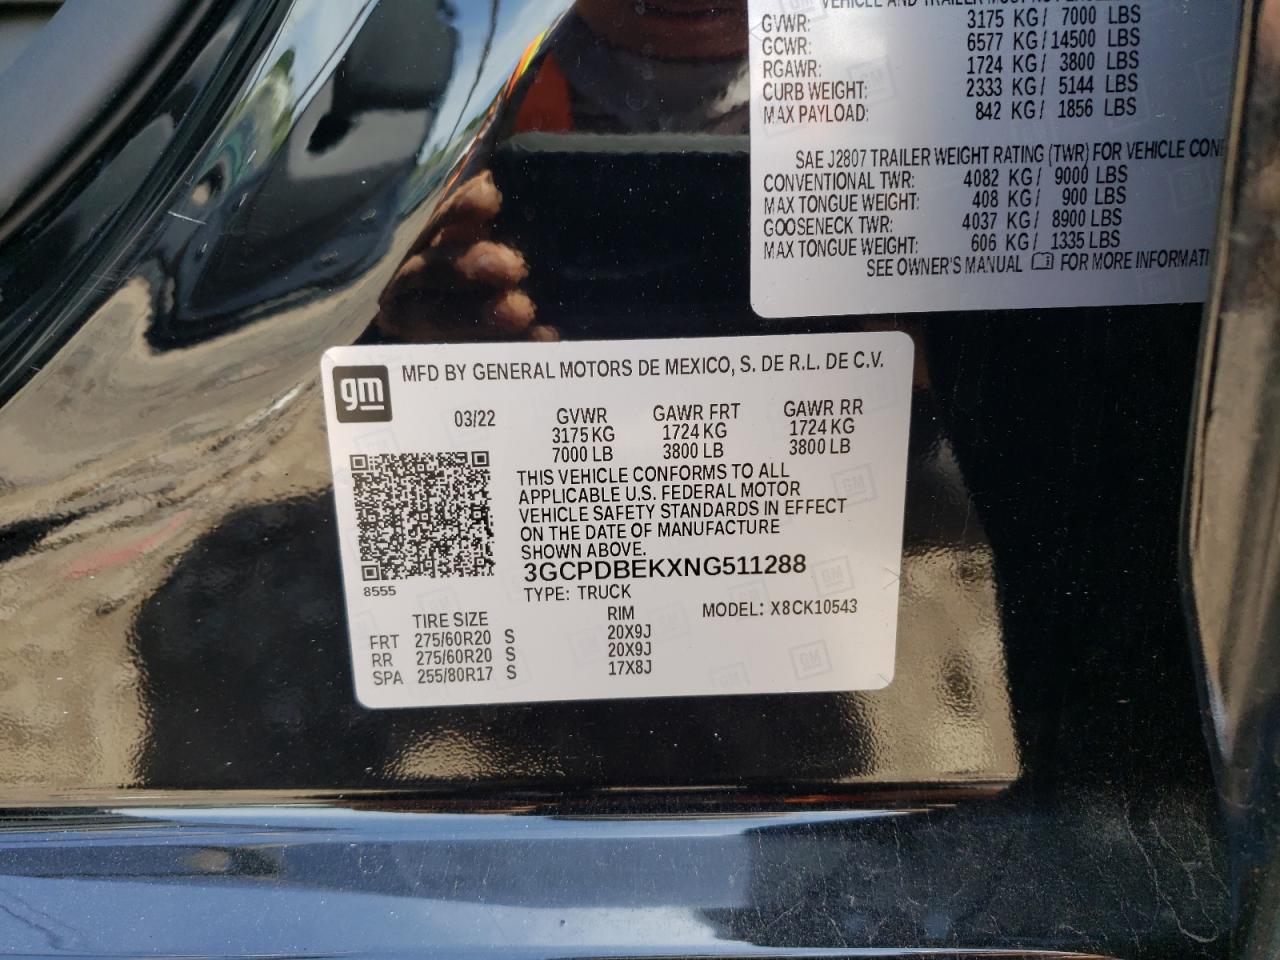 GVWR: 3175 KG/ 7000 LBS
GCWR: 6577 KG/ 14500 LBS
RGAWR: 1724 KG/ 3800 LBS
CURB WEIGHT: 2333 KG/ 5144 LBS
MAX PAYLOAD: 842 KG/ 1856 LBS
SAE J2807 TRAILER WEIGHT RATING (TWR) FOR VEHICLE
CONVENTIONAL TWR: 4082 KG/ 9000 LBS
MAX TONGUE WEIGHT: 408 KG/ 900 LBS
GOOSENECK TWR: 4037 KG/ 8900 LBS
MAX TONGUE WEIGHT: 606 KG/ 1335 LBS
SEE OWNER'S MANUAL FOR MORE
gm
MFD BY GENERAL MOTORS DE MEXICO, S. DE R.L. DE C.V.
03/22 GVWR GAWR FRT GAWR RR
3175 KG 1724 KG 1724 KG
7000 LB 3800 LB 3800 LB
THIS VEHICLE CONFORMS TO ALL
APPLICABLE U.S. FEDERAL MOTOR
VEHICLE SAFETY STANDARDS IN EFFECT
ON THE DATE OF MANUFACTURE
SHOWN ABOVE.
3GCPDBEKXNG511288
8555
TYPE: TRUCK
TIRE SIZE RIM MODEL: X8CK10543
FRT 275/60R20 S 20X9J
RR 275/60R20 S 20X9J
SPA 255/80R17 S 17X8J